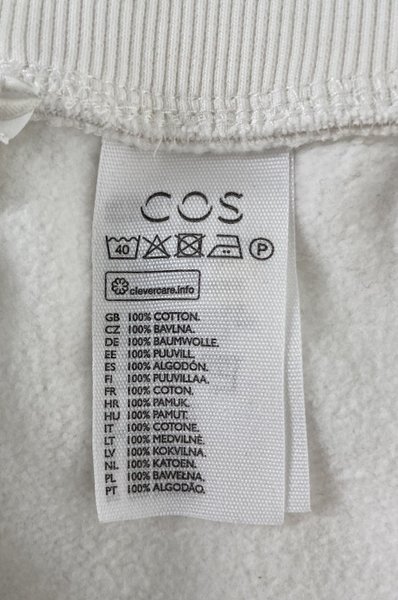 COS
40 P
clevercare.info
GB 100% COTTON.
CZ 100% BAVLNA.
DE 100% BAUMWOLLE.
EE 100% PUUVILL.
ES 100% ALGODÓN.
FI 100% PUUVILLAA.
FR 100% COTON.
HR 100% PAMUK.
HU 100% PAMUT.
IT 100% COTONE.
LT 100% MEDVILNĖ.
LV 100% KOKVILNA.
NL 100% KATOEN.
PL 100% BAWEŁNA.
PT 100% ALGODÃO.